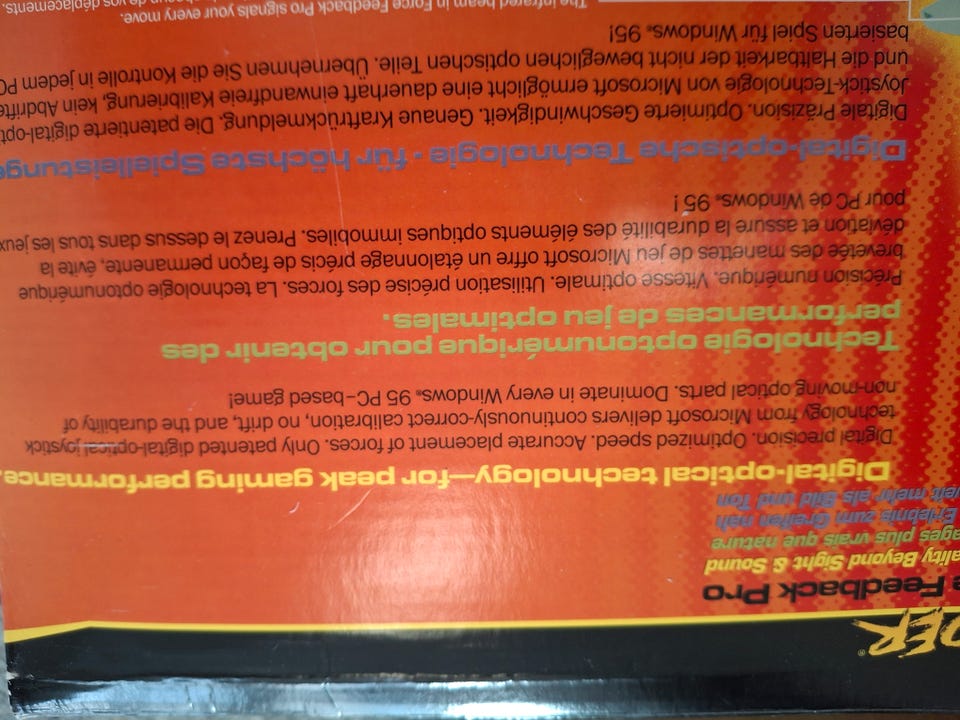 DER®
Feedback Pro
ality Beyond Sight & Sound
ages plus vrais que nature
Erlebnis zum Greifen nah
weit mehr als Bild und Ton
Digital-optical technology—for peak gaming performance.
Digital precision. Optimized speed. Accurate placement of forces. Only patented digital-optical joystick
technology from Microsoft delivers continuously-correct calibration, no drift, and the durability of
non-moving optical parts. Dominate in every Windows® 95 PC-based game!
Technologie optonumérique pour obtenir des
performances de jeu optimales.
Précision numérique. Vitesse optimale. Utilisation précise des forces. La technologie optonumérique
brevetée des manettes de jeu Microsoft offre un étalonnage précis de façon permanente, évite la
déviation et assure la durabilité des éléments optiques immobiles. Prenez le dessus dans tous les jeux
pour PC de Windows® 95 !
Digital-optische Technologie - für höchste Spielleistunge
Digitale Präzision. Optimierte Geschwindigkeit. Genaue Kraftrückmeldung. Die patentierte digital-opt
Joystick-Technologie von Microsoft ermöglicht eine dauerhaft einwandfreie Kalibrierung, kein Abdrifte
und die Haltbarkeit der nicht beweglichen optischen Teile. Übernehmen Sie die Kontrolle in jedem PC
basierten Spiel für Windows® 95!
The infrared beam in Force Feedback Pro signals your every move.
de vos déplacements.